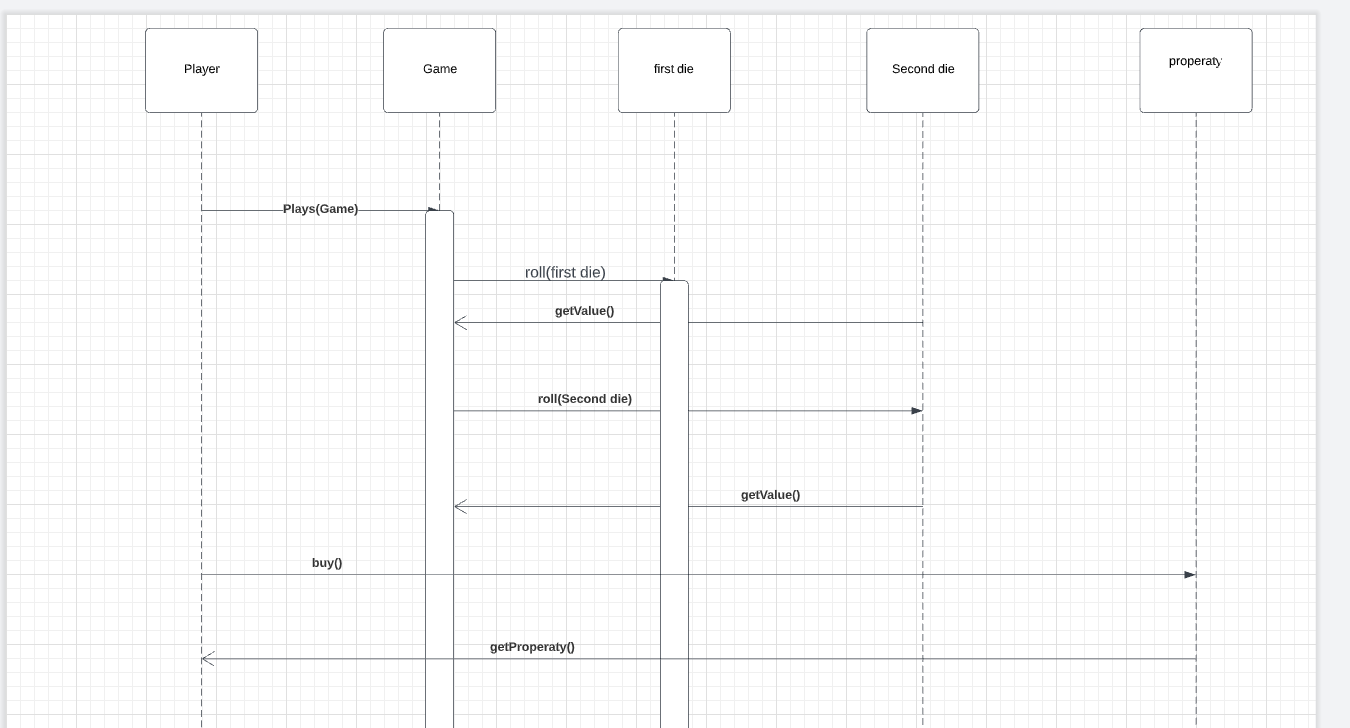 Player
Game
first die
Second die
properaty
Plays(Game)
roll(first die)
getValue()
roll(Second die)
getValue()
buy()
getProperaty()